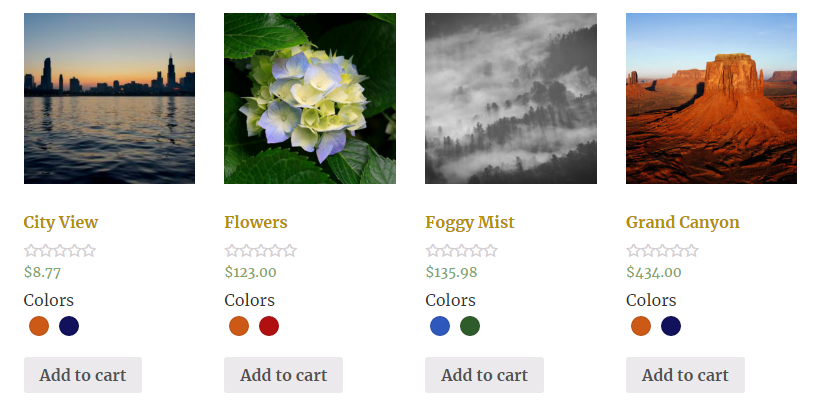 City View
$8.77
Colors
Add to cart
Flowers
$123.00
Colors
Add to cart
Foggy Mist
$135.98
Colors
Add to cart
Grand Canyon
$434.00
Colors
Add to cart